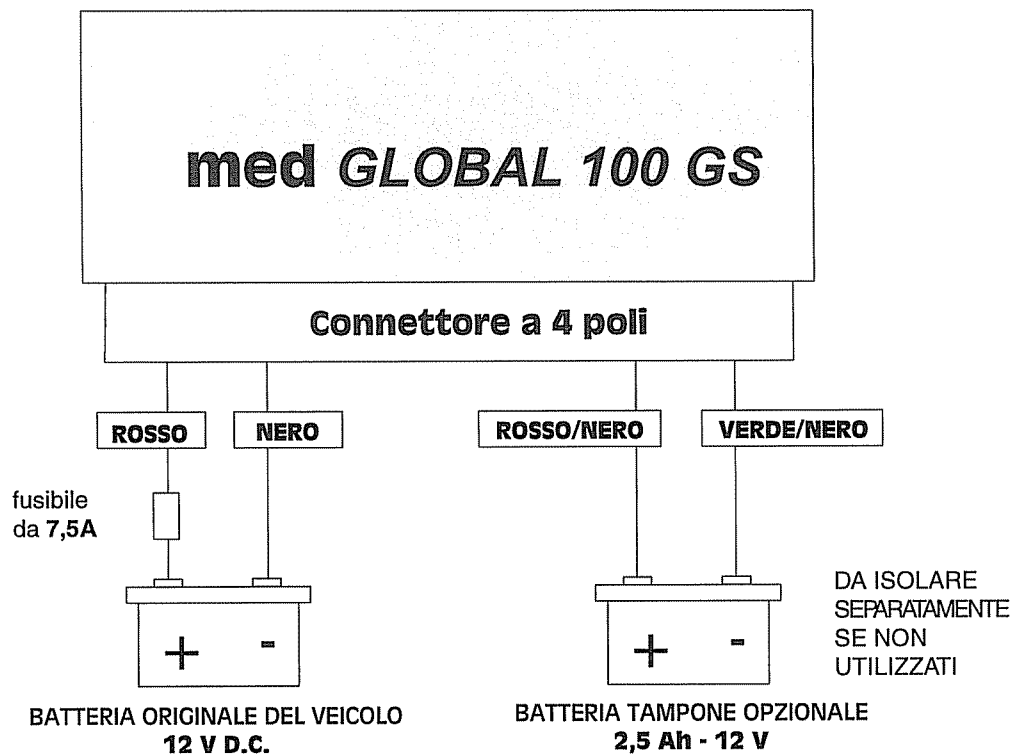 med GLOBAL 100 GS
Connettore a 4 poli
ROSSO
NERO
ROSSO/NERO
VERDE/NERO
fusibile
da 7,5A
+
-
+
-
DA ISOLARE
SEPARATAMENTE
SE NON
UTILIZZATI
BATTERIA ORIGINALE DEL VEICOLO
12 V D.C.
BATTERIA TAMPONE OPZIONALE
2,5 Ah - 12 V